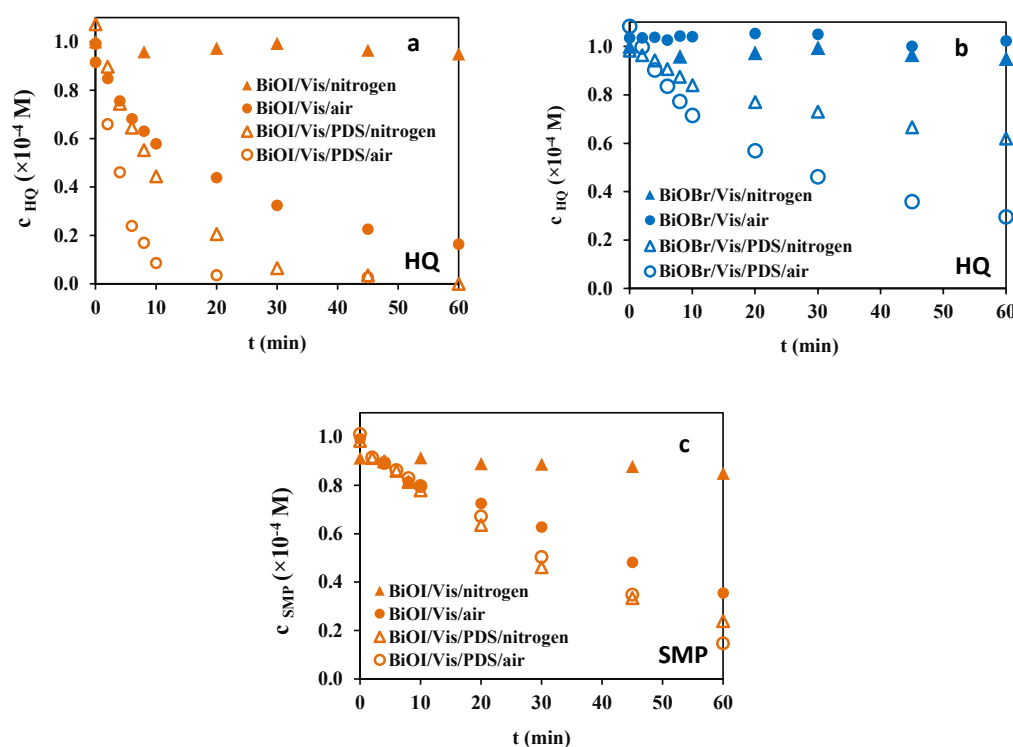 a
1.0
0.8
0.6
0.4
0.2
0.0
c HQ (×10⁻⁴ M)
BiOI/Vis/nitrogen
BiOI/Vis/air
BiOI/Vis/PDS/nitrogen
BiOI/Vis/PDS/air
HQ
0 10 20 30 40 50 60
t (min)
b
1.0
0.8
0.6
0.4
0.2
0.0
c HQ (×10⁻⁴ M)
BiOBr/Vis/nitrogen
BiOBr/Vis/air
BiOBr/Vis/PDS/nitrogen
BiOBr/Vis/PDS/air
HQ
0 10 20 30 40 50 60
t (min)
c
1.0
0.8
0.6
0.4
0.2
0.0
c SMP (×10⁻⁴ M)
BiOI/Vis/nitrogen
BiOI/Vis/air
BiOI/Vis/PDS/nitrogen
BiOI/Vis/PDS/air
SMP
0 10 20 30 40 50 60
t (min)